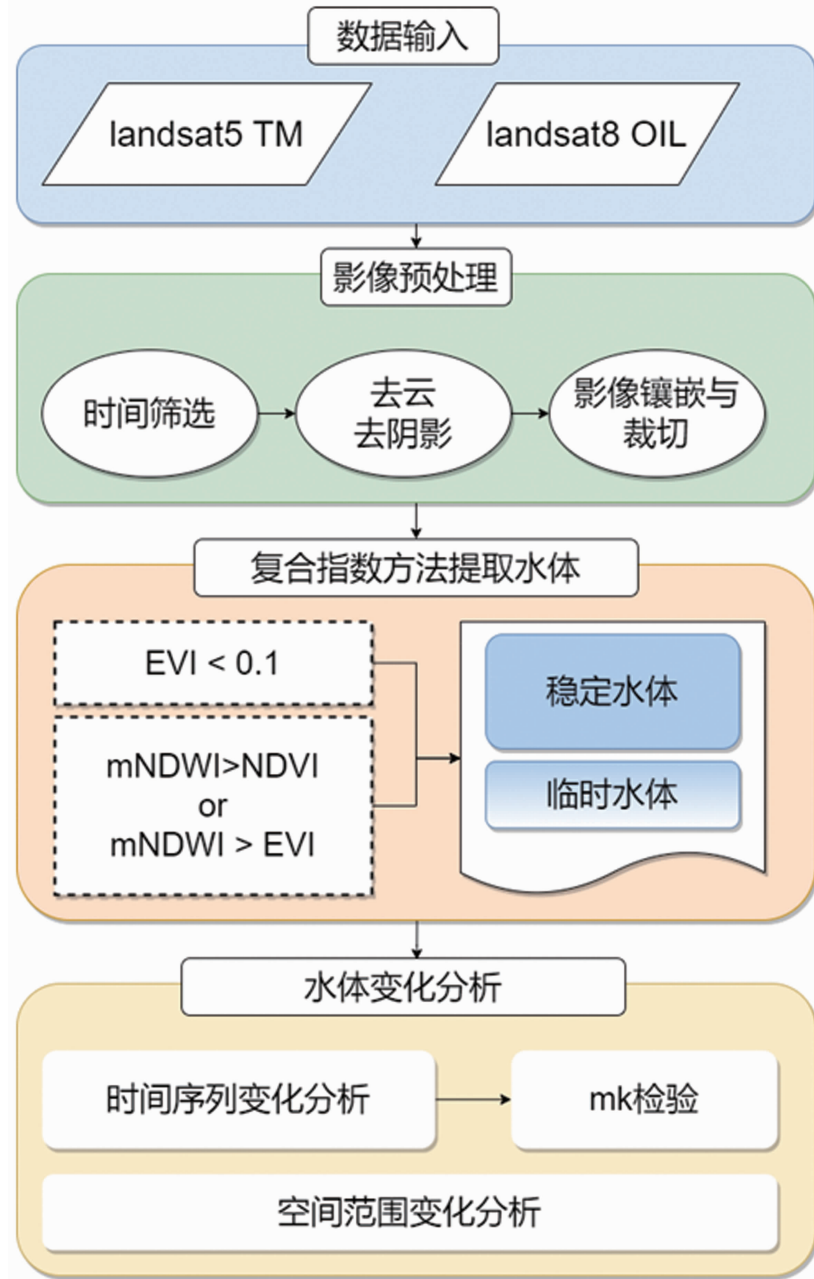 数据输入
landsat5 TM
landsat8 OIL
影像预处理
时间筛选
去云
去阴影
影像镶嵌与
裁切
复合指数方法提取水体
EVI < 0.1
mNDWI>NDVI
or
mNDWI > EVI
稳定水体
临时水体
水体变化分析
时间序列变化分析
mk检验
空间范围变化分析